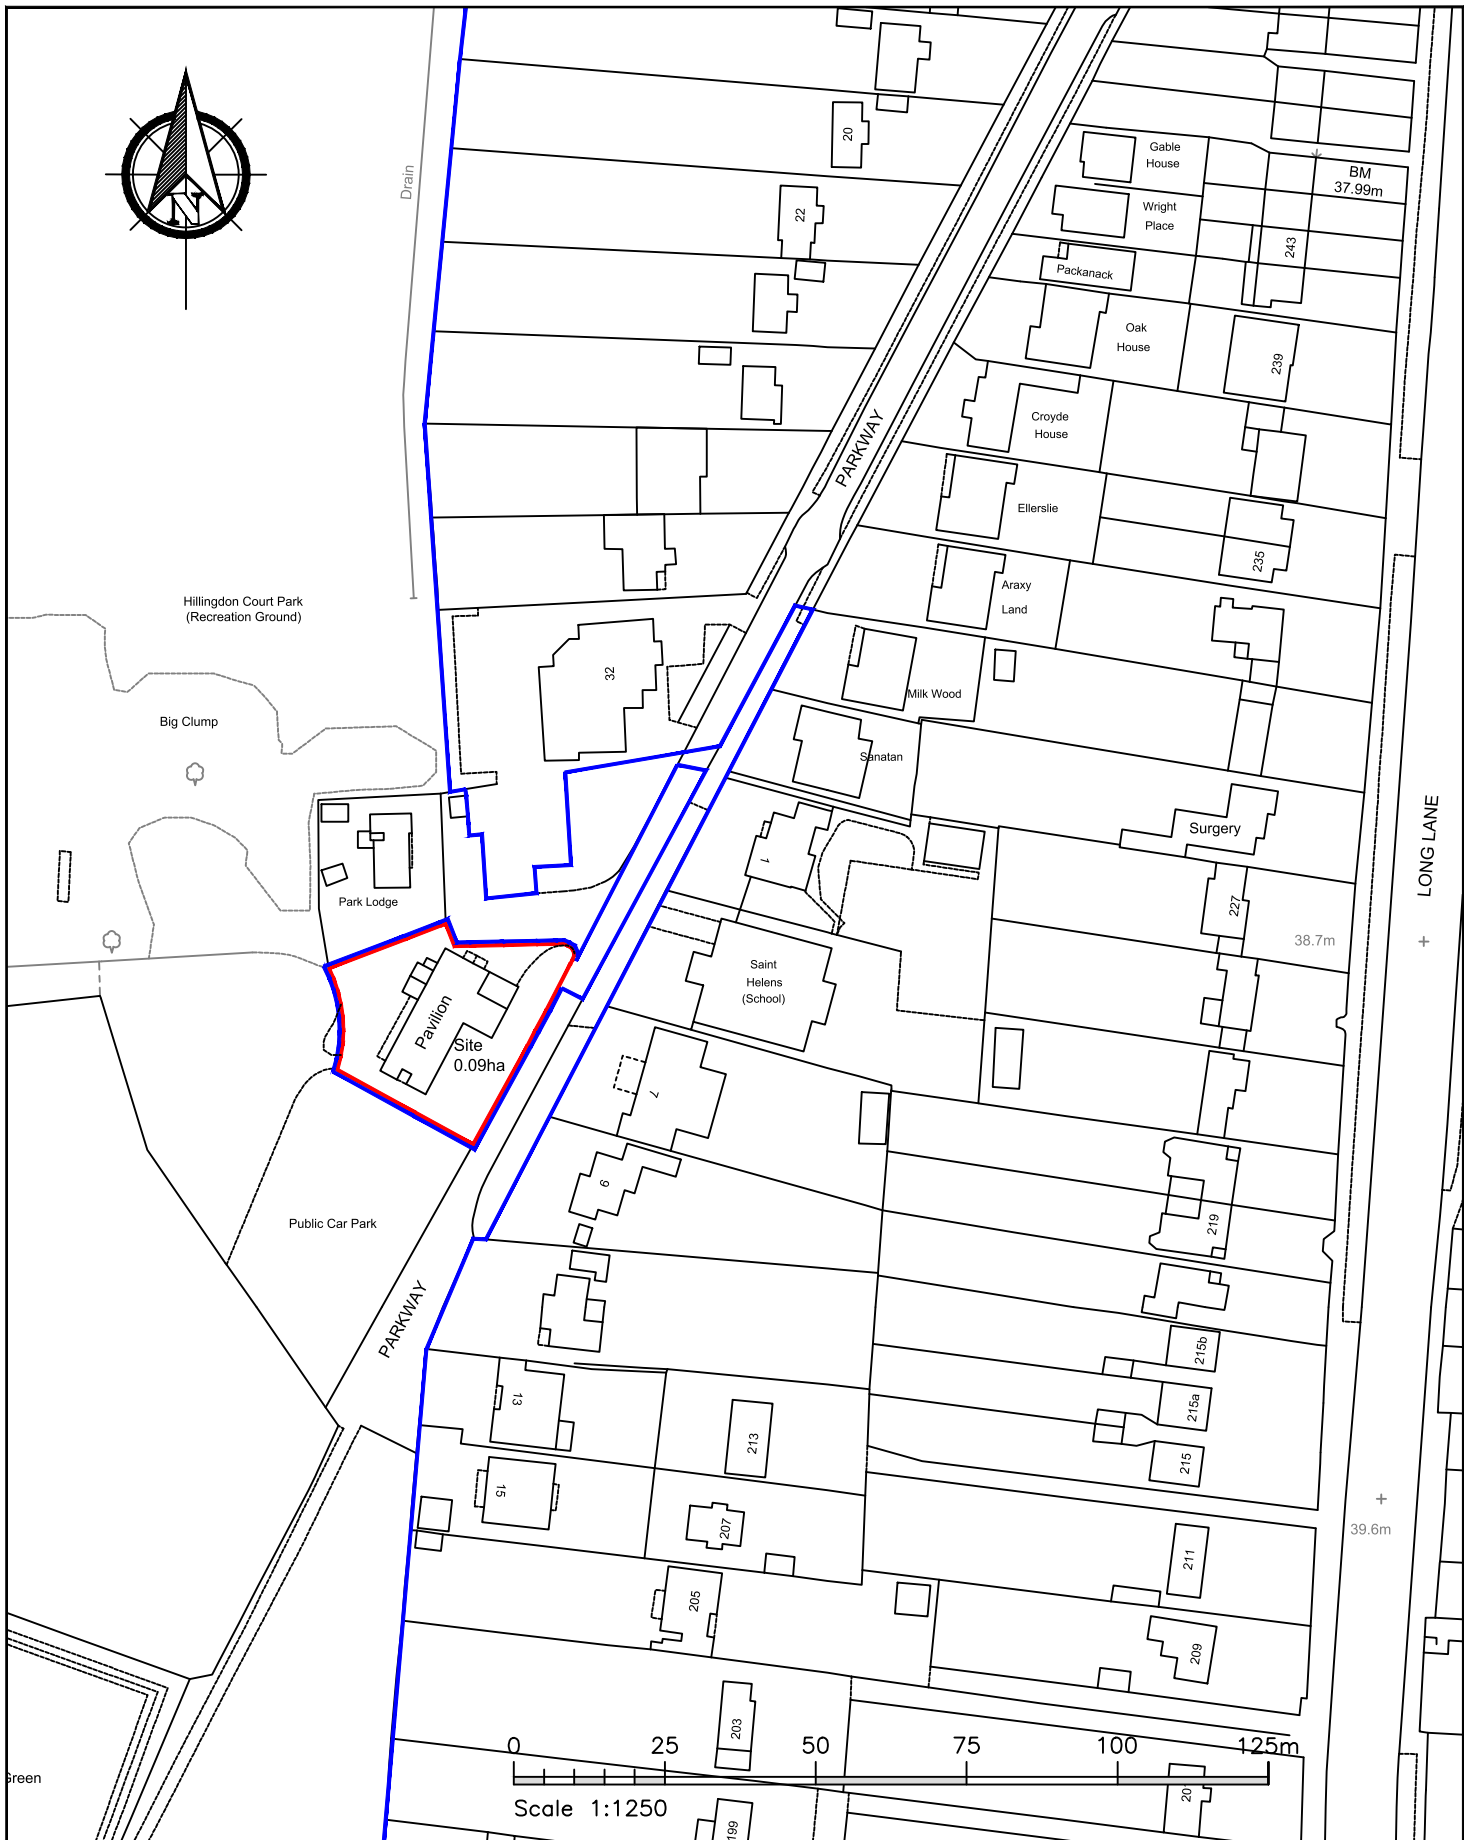 N
Drain
20
22
Gable
House
BM
37.99m
Wright
Place
243
Packanack
Oak
House
239
PARKWAY
Croyde
House
Ellerslie
235
Araxy
Land
Hillingdon Court Park
(Recreation Ground)
32
Big Clump
Milk Wood
Sanatan
Surgery
LONG LANE
1
Park Lodge
227
38.7m
Saint
Helens
(School)
Pavilion
Site
0.09ha
7
9
219
Public Car Park
PARKWAY
215b
215a
13
213
215
15
207
39.6m
211
205
209
203
0 25 50 75 100 125m
Scale 1:1250
199